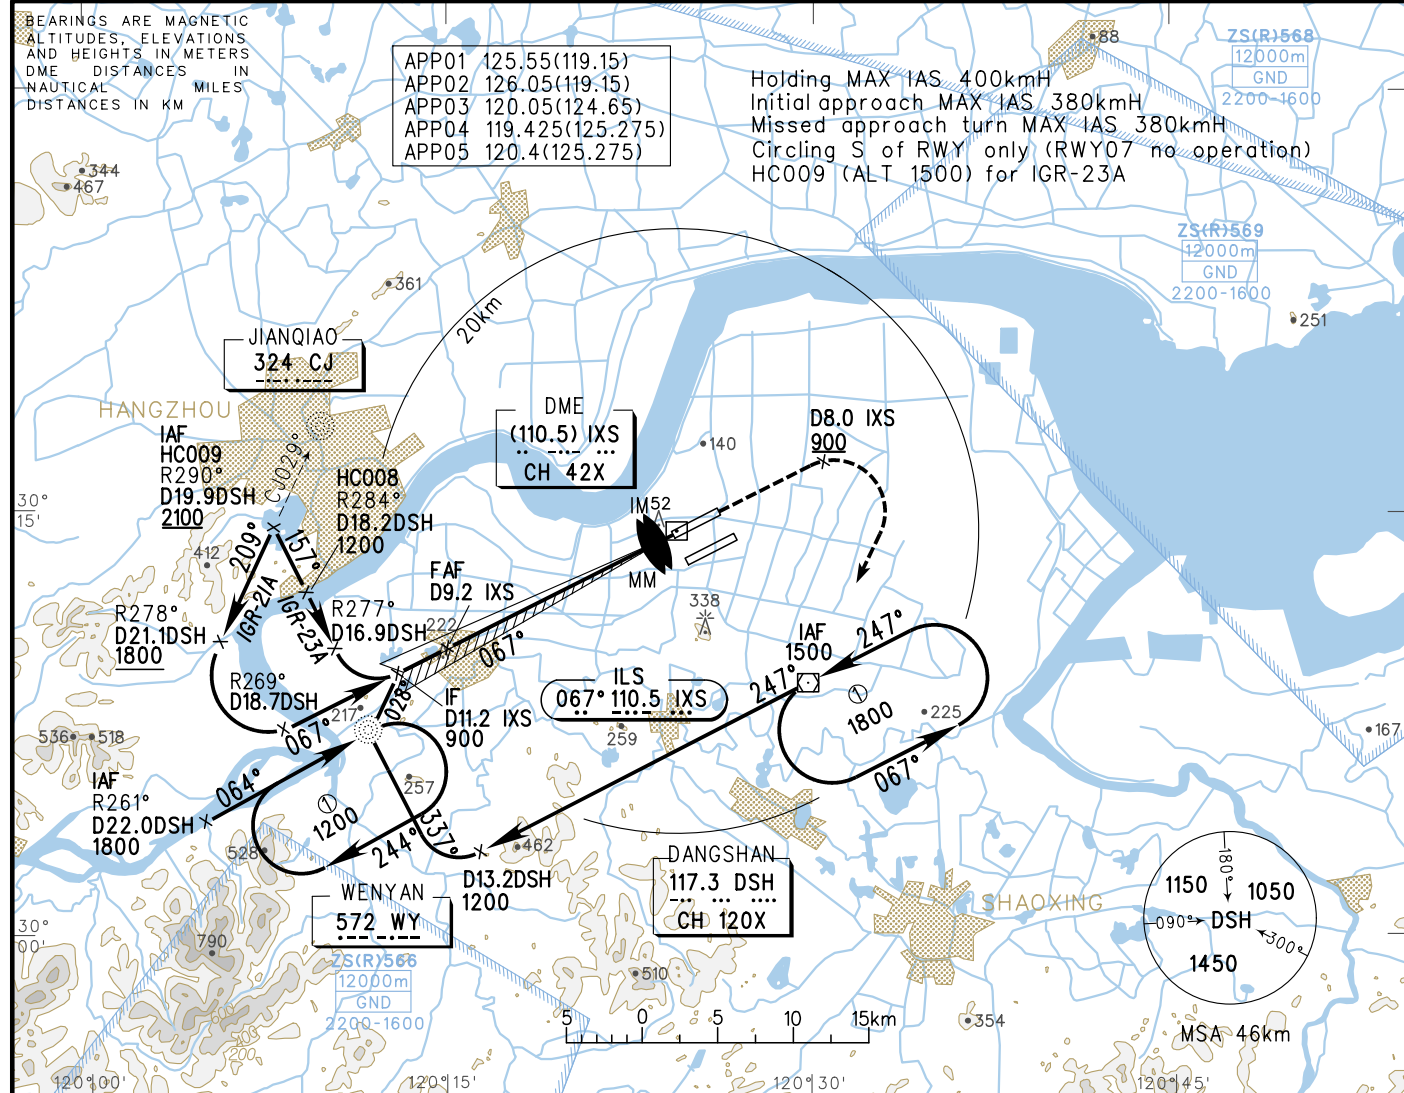 BEARINGS ARE MAGNETIC
ALTITUDES, ELEVATIONS
AND HEIGHTS IN METERS
DME DISTANCES IN
NAUTICAL MILES
DISTANCES IN KM
APP01 125.55(119.15)
APP02 126.05(119.15)
APP03 120.05(124.65)
APP04 119.425(125.275)
APP05 120.4(125.275)
Holding MAX IAS 400kmH
Initial approach MAX IAS 380kmH
Missed approach turn MAX IAS 380kmH
Circling S of RWY only (RWY07 no operation)
HC009 (ALT 1500) for IGR-23A
88
ZS(R)568
12000m
GND
2200-1600
ZS(R)569
12000m
GND
2200-1600
344
467
361
251
20km
JIANQIAO
324 CJ
HANGZHOU
DME
(110.5) IXS
CH 42X
140
D8.0 IXS
900
IAF
HC009
R290°
D19.9DSH
2100
CJ029°
HC008
R284°
D18.2DSH
1200
30°
15'
IM52
MM
412
209°
157°
IGR-21A
IGR-23A
FAF
D9.2 IXS
222
067°
338
R278°
D21.1DSH
1800
R277°
D16.9DSH
IAF
1500
247°
247°
1
1800
067°
225
R269°
D18.7DSH
067°
028°
217
IF
D11.2 IXS
900
ILS
067° 110.5 IXS
259
167
536
518
IAF
R261°
D22.0DSH
1800
064°
257
1
1200
244°
337°
528
462
D13.2DSH
1200
WENYAN
572 WY
DANGSHAN
117.3 DSH
CH 120X
SHAOXING
180°
1150
1050
090°
DSH
300°
1450
MSA 46km
30°
00'
790
ZS(R)566
12000m
GND
2200-1600
510
354
600
400
200
5 0 5 10 15km
120°00'
120°15'
120°30'
120°45'